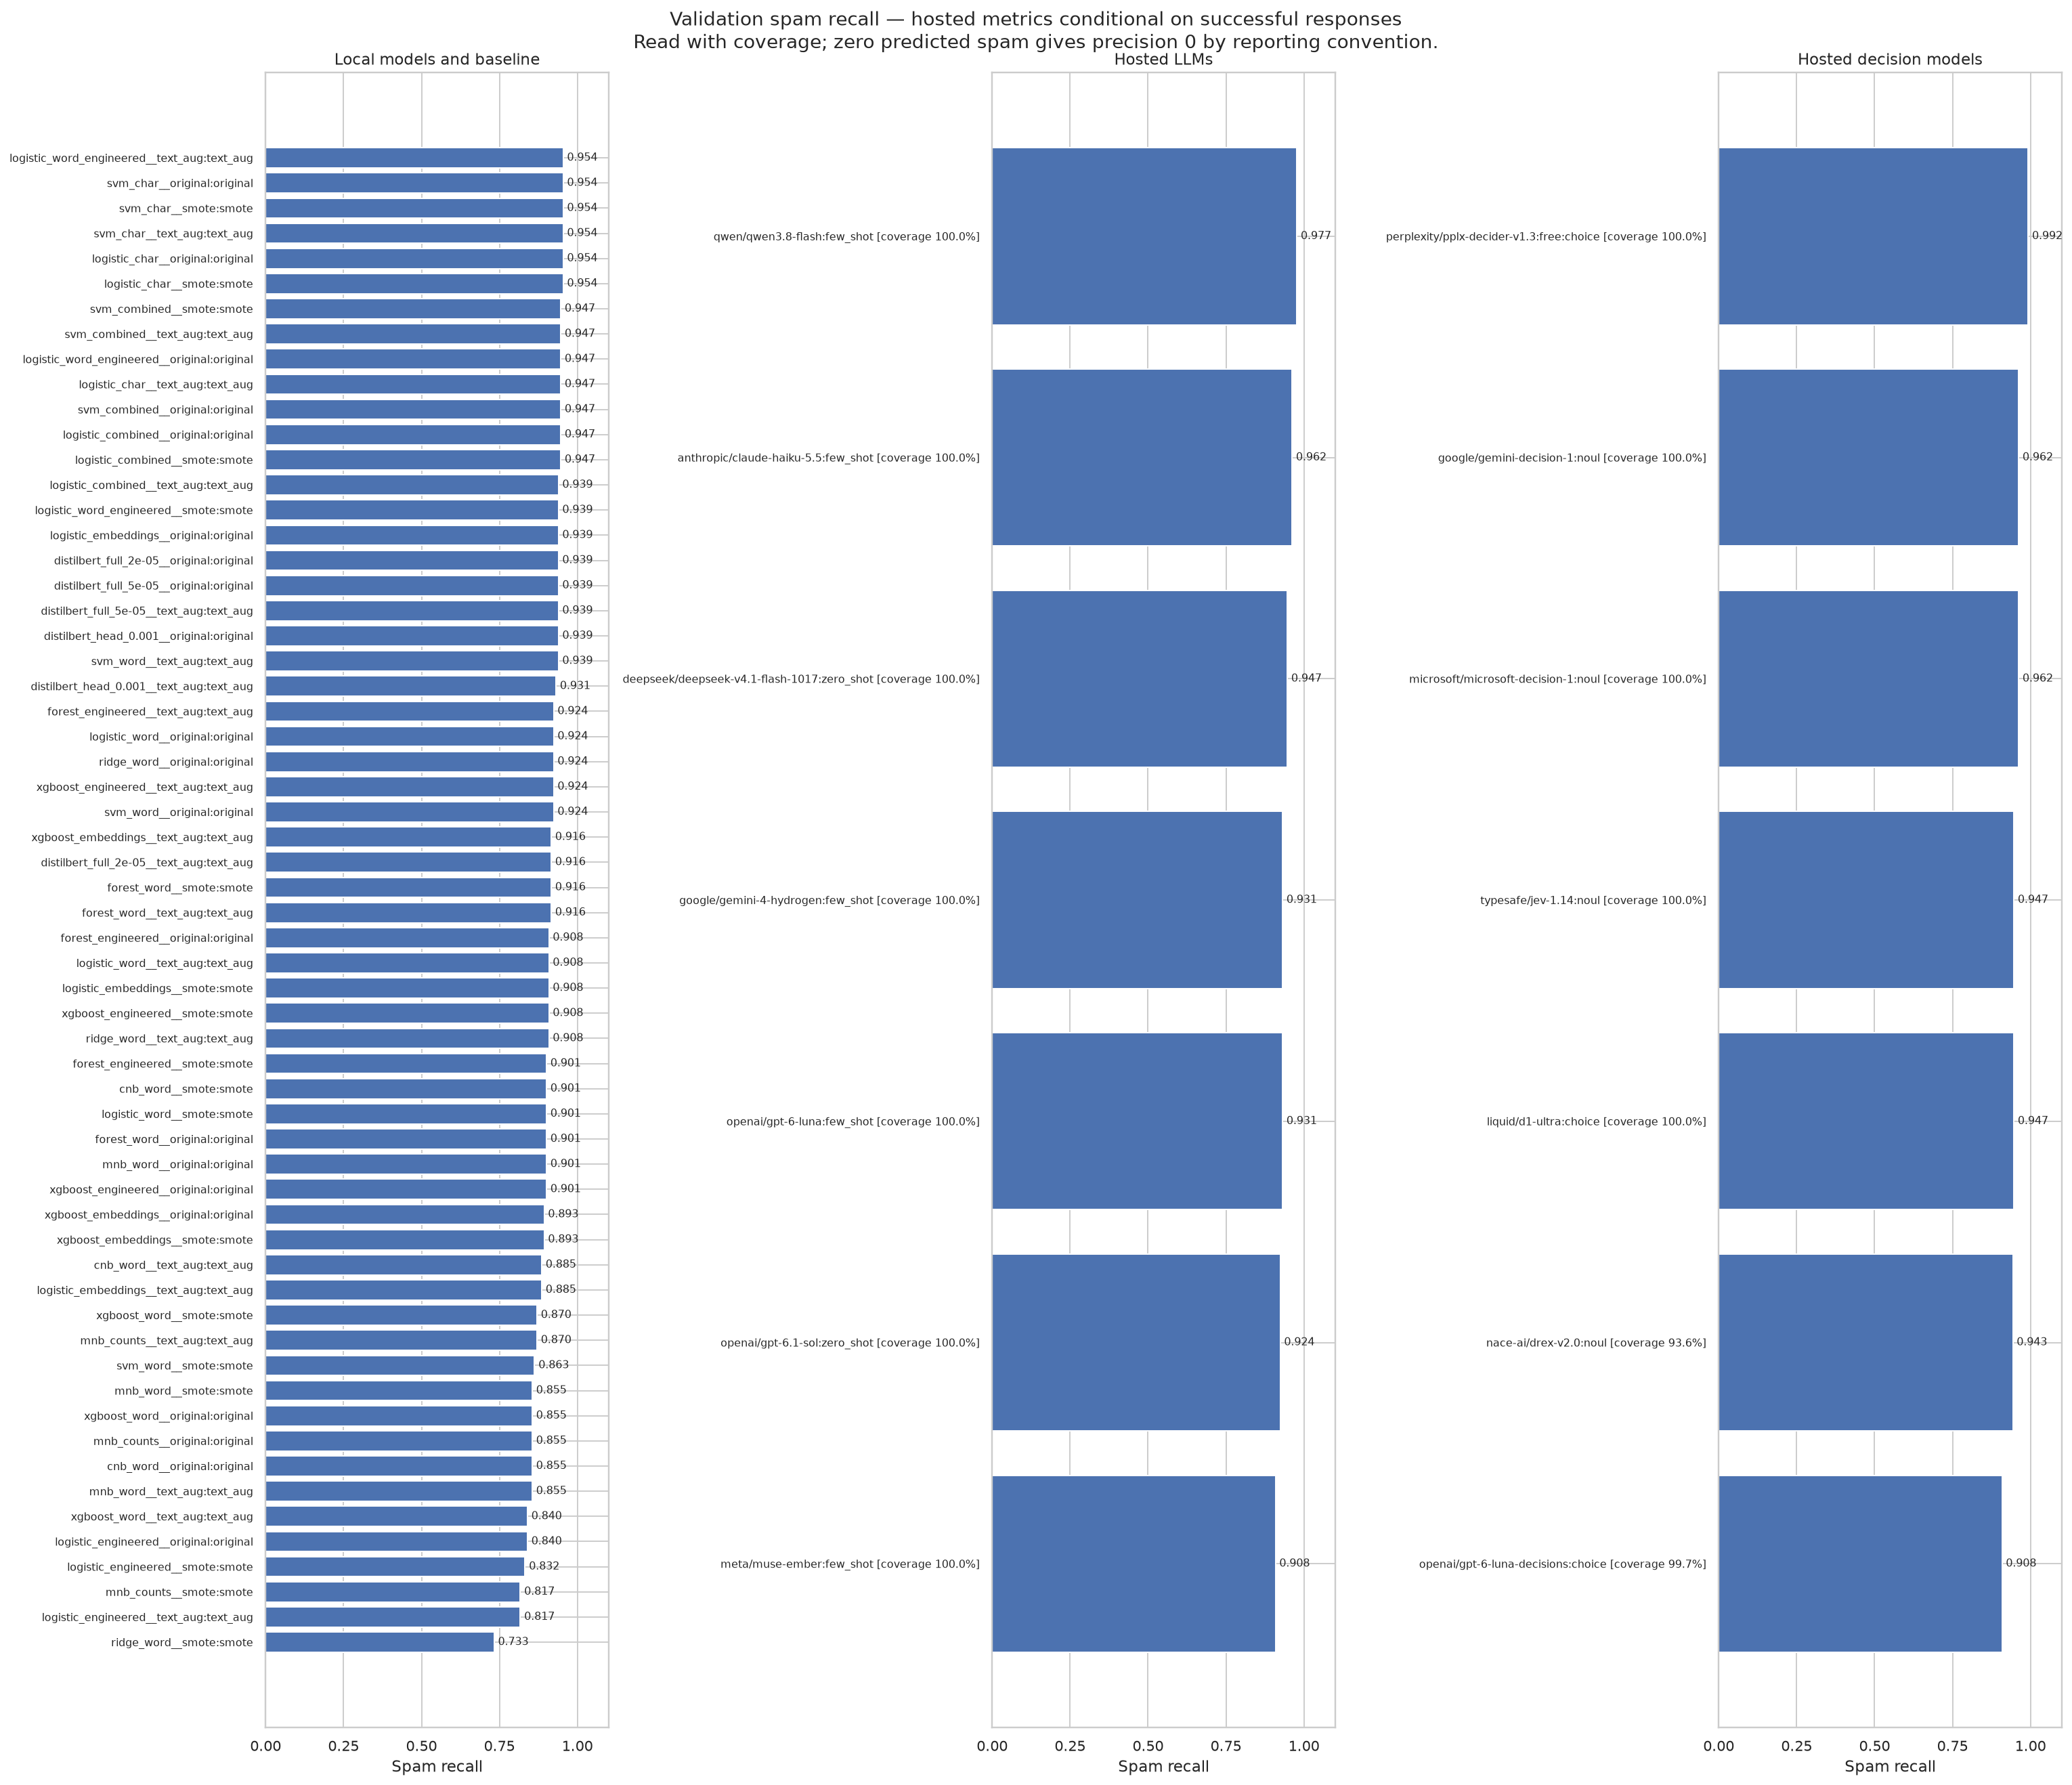 Validation spam recall — hosted metrics conditional on successful responses
Read with coverage; zero predicted spam gives precision 0 by reporting convention.
Local models and baseline
logistic_word_engineered__text_aug:text_aug 0.954
svm_char__original:original 0.954
svm_char__smote:smote 0.954
svm_char__text_aug:text_aug 0.954
logistic_char__original:original 0.954
logistic_char__smote:smote 0.954
svm_combined__smote:smote 0.947
svm_combined__text_aug:text_aug 0.947
logistic_word_engineered__original:original 0.947
logistic_char__text_aug:text_aug 0.947
svm_combined__original:original 0.947
logistic_combined__original:original 0.947
logistic_combined__smote:smote 0.947
logistic_combined__text_aug:text_aug 0.939
logistic_word_engineered__smote:smote 0.939
logistic_embeddings__original:original 0.939
distilbert_full_2e-05__original:original 0.939
distilbert_full_5e-05__original:original 0.939
distilbert_full_5e-05__text_aug:text_aug 0.939
distilbert_head_0.001__original:original 0.939
svm_word__text_aug:text_aug 0.939
distilbert_head_0.001__text_aug:text_aug 0.931
forest_engineered__text_aug:text_aug 0.924
logistic_word__original:original 0.924
ridge_word__original:original 0.924
xgboost_engineered__text_aug:text_aug 0.924
svm_word__original:original 0.924
xgboost_embeddings__text_aug:text_aug 0.916
distilbert_full_2e-05__text_aug:text_aug 0.916
forest_word__smote:smote 0.916
forest_word__text_aug:text_aug 0.916
forest_engineered__original:original 0.908
logistic_word__text_aug:text_aug 0.908
logistic_embeddings__smote:smote 0.908
xgboost_engineered__smote:smote 0.908
ridge_word__text_aug:text_aug 0.908
forest_engineered__smote:smote 0.901
cnb_word__smote:smote 0.901
logistic_word__smote:smote 0.901
forest_word__original:original 0.901
mnb_word__original:original 0.901
xgboost_engineered__original:original 0.901
xgboost_embeddings__original:original 0.893
xgboost_embeddings__smote:smote 0.893
cnb_word__text_aug:text_aug 0.885
logistic_embeddings__text_aug:text_aug 0.885
xgboost_word__smote:smote 0.870
mnb_counts__text_aug:text_aug 0.870
svm_word__smote:smote 0.863
mnb_word__smote:smote 0.855
xgboost_word__original:original 0.855
mnb_counts__original:original 0.855
cnb_word__original:original 0.855
mnb_word__text_aug:text_aug 0.855
xgboost_word__text_aug:text_aug 0.840
logistic_engineered__original:original 0.840
logistic_engineered__smote:smote 0.832
mnb_counts__smote:smote 0.817
logistic_engineered__text_aug:text_aug 0.817
ridge_word__smote:smote 0.733
0.00 0.25 0.50 0.75 1.00
Spam recall
Hosted LLMs
qwen/qwen3.8-flash:few_shot [coverage 100.0%] 0.977
anthropic/claude-haiku-5.5:few_shot [coverage 100.0%] 0.962
deepseek/deepseek-v4.1-flash-1017:zero_shot [coverage 100.0%] 0.947
google/gemini-4-hydrogen:few_shot [coverage 100.0%] 0.931
openai/gpt-6-luna:few_shot [coverage 100.0%] 0.931
openai/gpt-6.1-sol:zero_shot [coverage 100.0%] 0.924
meta/muse-ember:few_shot [coverage 100.0%] 0.908
0.00 0.25 0.50 0.75 1.00
Spam recall
Hosted decision models
perplexity/pplx-decider-v1.3:free:choice [coverage 100.0%] 0.992
google/gemini-decision-1:noul [coverage 100.0%] 0.962
microsoft/microsoft-decision-1:noul [coverage 100.0%] 0.962
typesafe/jev-1.14:noul [coverage 100.0%] 0.947
liquid/d1-ultra:choice [coverage 100.0%] 0.947
nace-ai/drex-v2.0:noul [coverage 93.6%] 0.943
openai/gpt-6-luna-decisions:choice [coverage 99.7%] 0.908
0.00 0.25 0.50 0.75 1.00
Spam recall